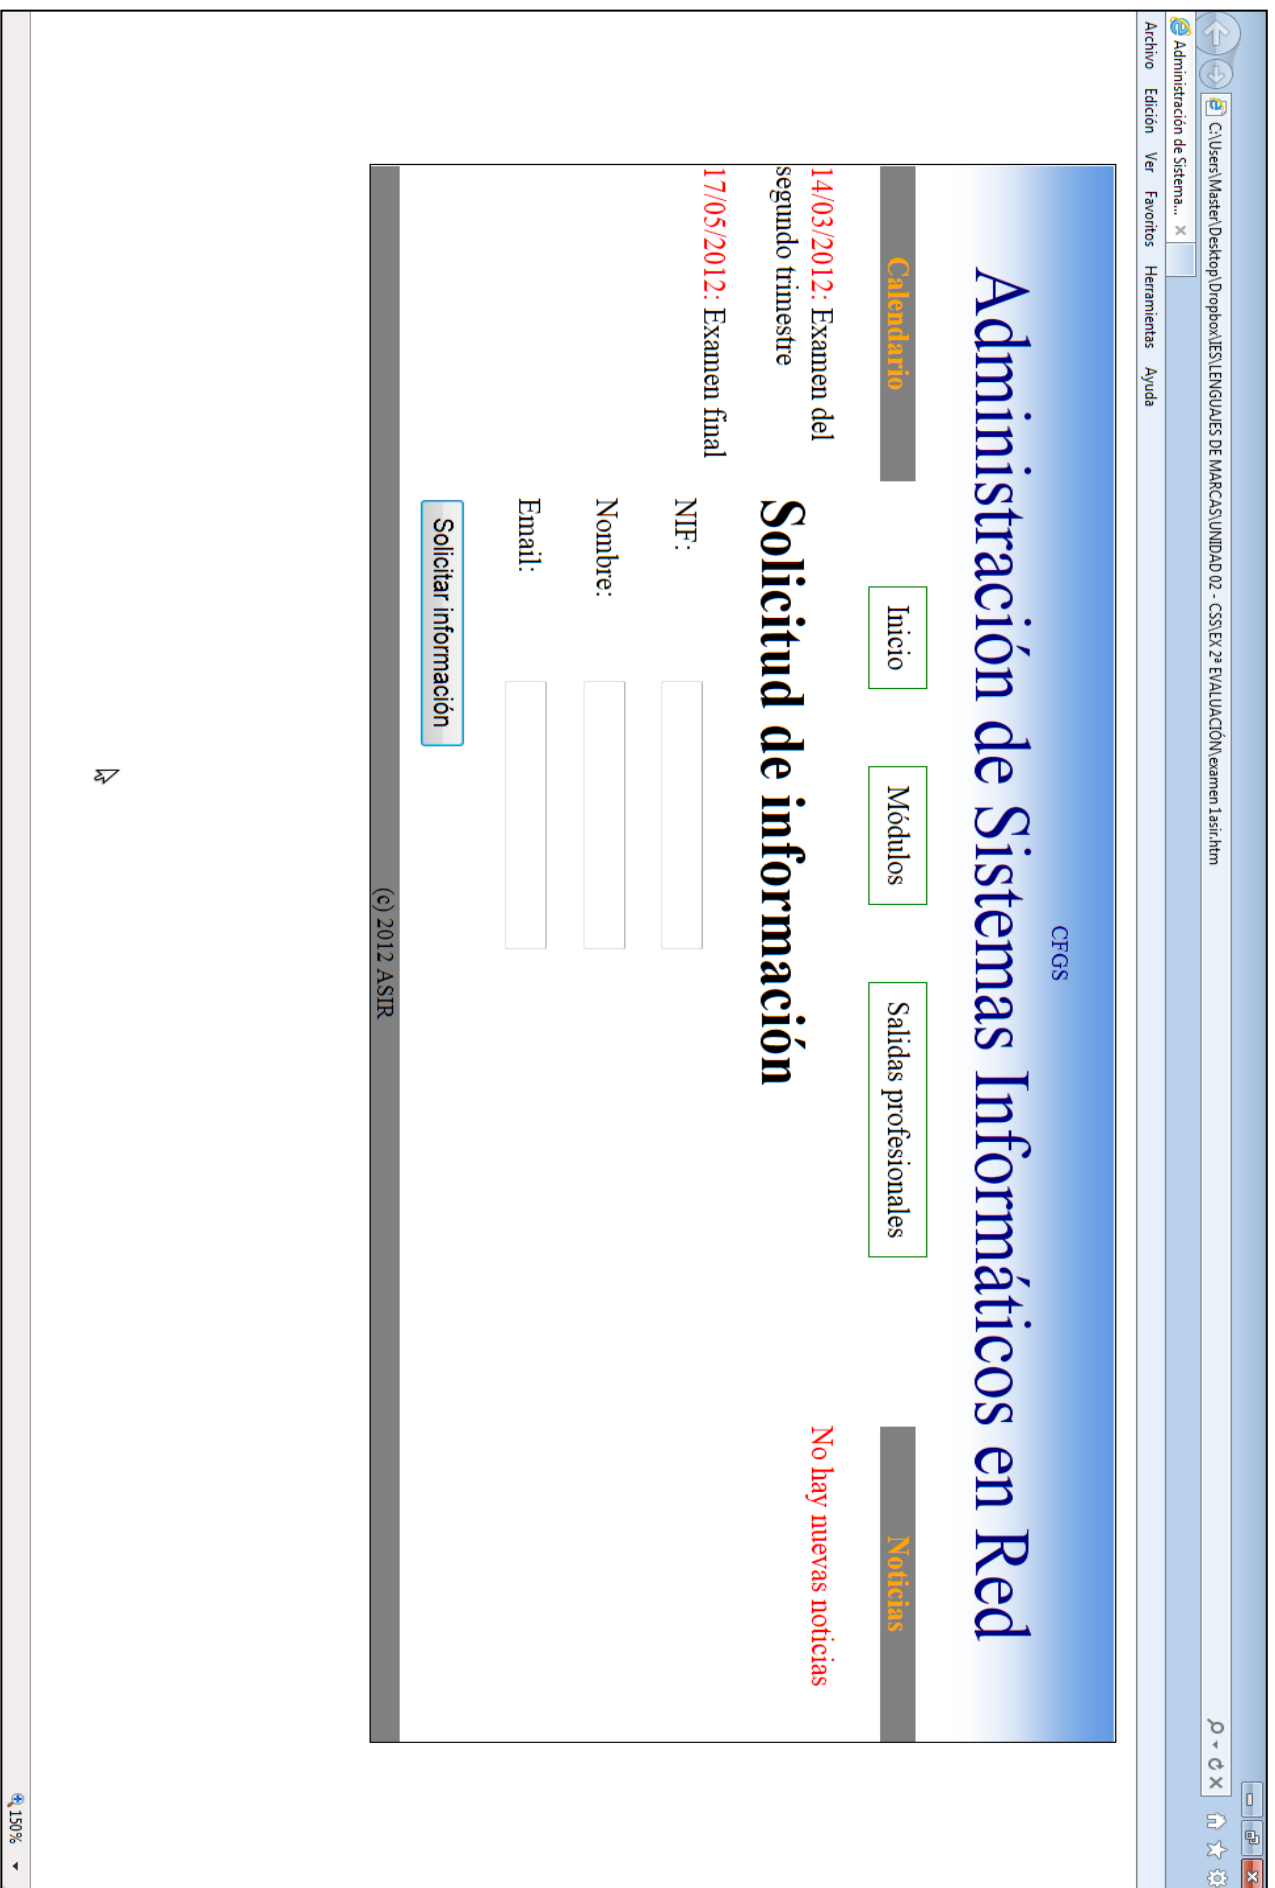 C:\Users\Master\Desktop\Dropbox\IES\LENGUAJES DE MARCAS\UNIDAD 02 - CSS\EX 2ª EVALUACIÓN\examen 1asir.htm
Administración de Sistema...
Archivo Edición Ver Favoritos Herramientas Ayuda
CFGS
Administración de Sistemas Informáticos en Red
Calendario
14/03/2012: Examen del
segundo trimestre
17/05/2012: Examen final
Inicio Módulos Salidas profesionales
Solicitud de información
NIF:
Nombre:
Email:
Solicitar información
Noticias
No hay nuevas noticias
(c) 2012 ASIR
150%